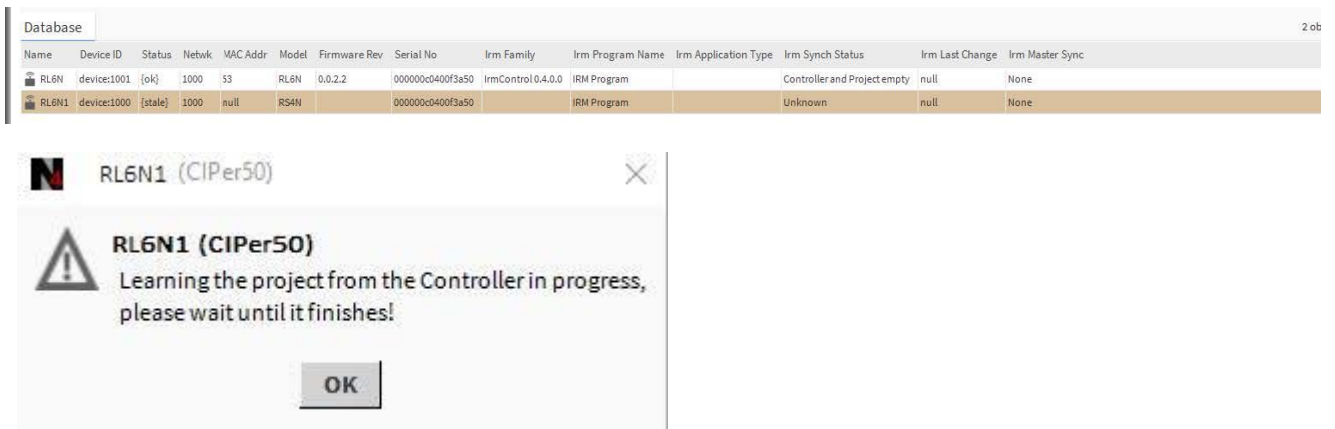 Database
2 ob
Name Device ID Status Netwk MAC Addr Model Firmware Rev Serial No Irm Family Irm Program Name Irm Application Type Irm Synch Status Irm Last Change Irm Master Sync
RL6N device:1001 {ok} 1000 53 RL6N 0.0.2.2 000000c0400f3a50 IrmControl 0.4.0.0 IRM Program Controller and Project empty null None
RL6N1 device:1000 {stale} 1000 null RS4N 000000c0400f3a50 IRM Program Unknown null None
N4 RL6N1 (CIPer50)
RL6N1 (CIPer50)
Learning the project from the Controller in progress,
please wait until it finishes!
OK